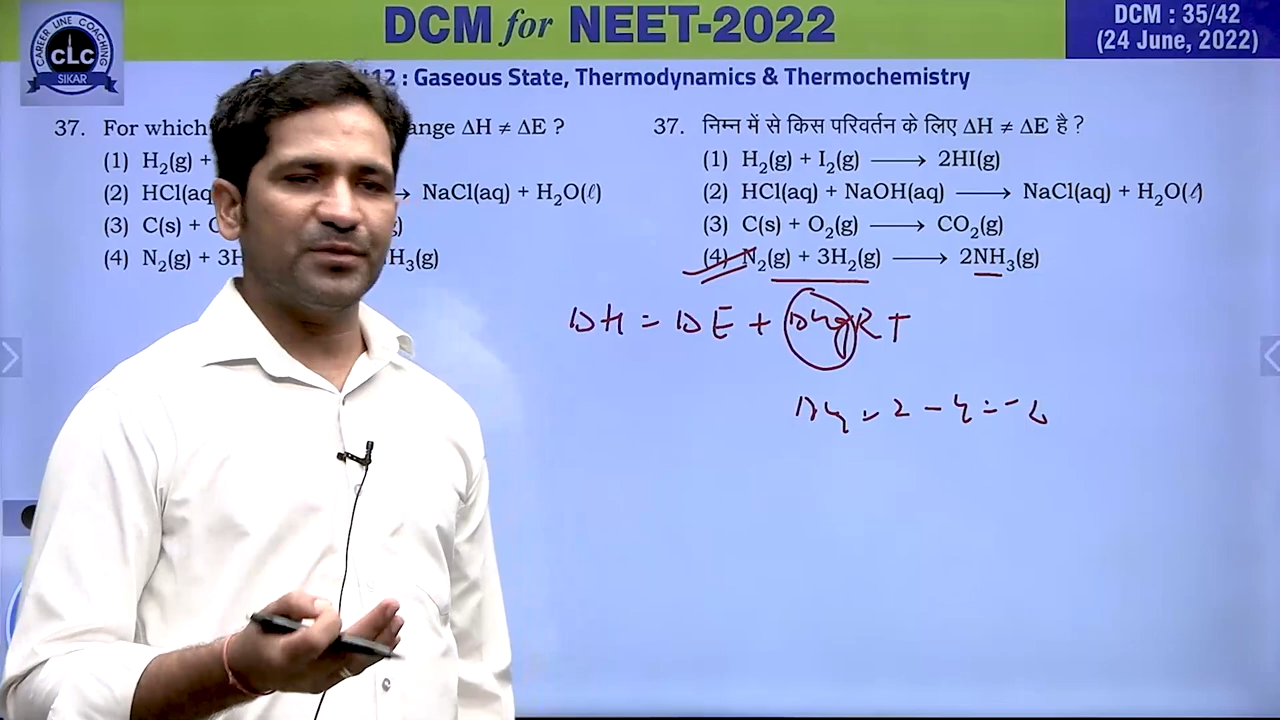 DCM for NEET-2022
DCM : 35/42
(24 June, 2022)
CAREER LINE COACHING
CLC
SIKAR
12 : Gaseous State, Thermodynamics & Thermochemistry
37. For which ange ΔH ≠ ΔE ?
(1) H₂(g) +
(2) HCl(aq → NaCl(aq) + H₂O(ℓ)
(3) C(s) +
(4) N₂(g) + 3H H₃(g)
37. निम्न में से किस परिवर्तन के लिए ΔH ≠ ΔE है ?
(1) H₂(g) + I₂(g) ⟶ 2HI(g)
(2) HCl(aq) + NaOH(aq) ⟶ NaCl(aq) + H₂O(ℓ)
(3) C(s) + O₂(g) ⟶ CO₂(g)
(4) N₂(g) + 3H₂(g) ⟶ 2NH₃(g)
ΔH = ΔE + Δng RT
Δn = 2 - 4 = -2